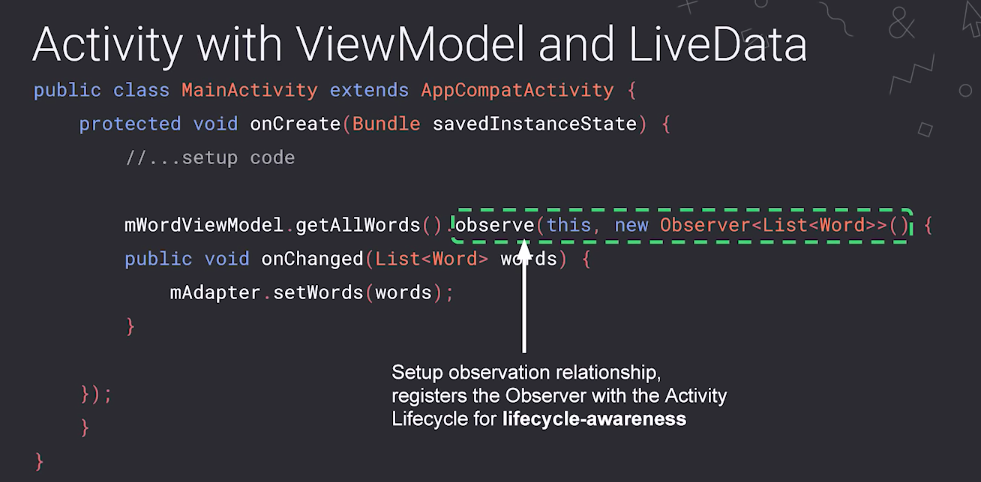 Activity with ViewModel and LiveData
public class MainActivity extends AppCompatActivity {
protected void onCreate(Bundle savedInstanceState) {
//...setup code
mWordViewModel.getAllWords().observe(this, new Observer<List<Word>>() {
public void onChanged(List<Word> words) {
mAdapter.setWords(words);
}
});
}
}
Setup observation relationship,
registers the Observer with the Activity
Lifecycle for lifecycle-awareness